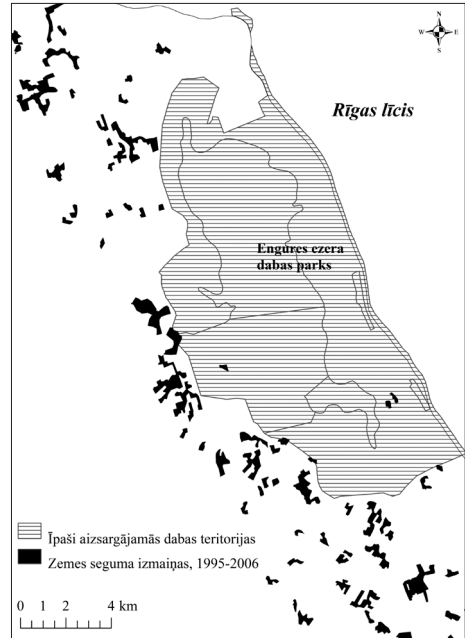 N
W E
S
Rīgas līcis
Engures ezera
dabas parks
Īpaši aizsargājamās dabas teritorijas
Zemes seguma izmaiņas, 1995-2006
0 1 2 4 km